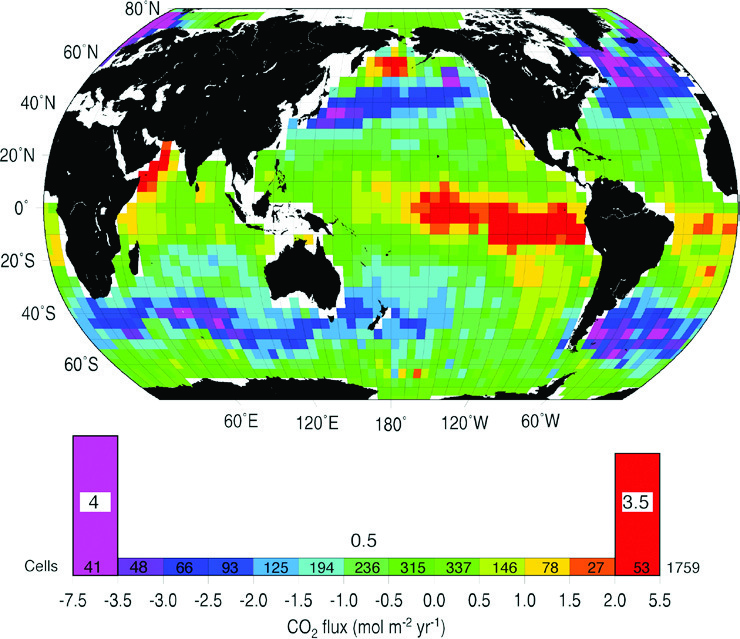 80˚N
60˚N
40˚N
20˚N
0˚
20˚S
40˚S
60˚S
60˚E 120˚E 180˚ 120˚W 60˚W
4 3.5
0.5
Cells 41 48 66 93 125 194 236 315 337 146 78 27 53 1759
-7.5 -3.5 -3.0 -2.5 -2.0 -1.5 -1.0 -0.5 0.0 0.5 1.0 1.5 2.0 5.5
CO₂ flux (mol m⁻² yr⁻¹)